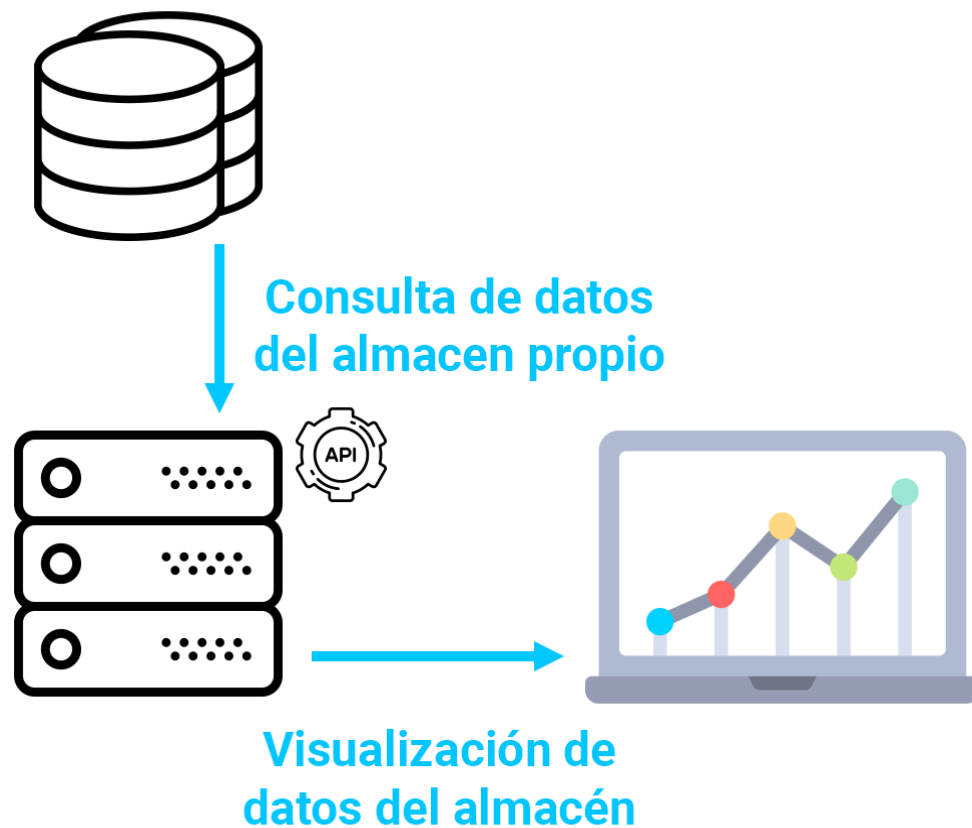 Consulta de datos
del almacen propio
API
Visualización de
datos del almacén